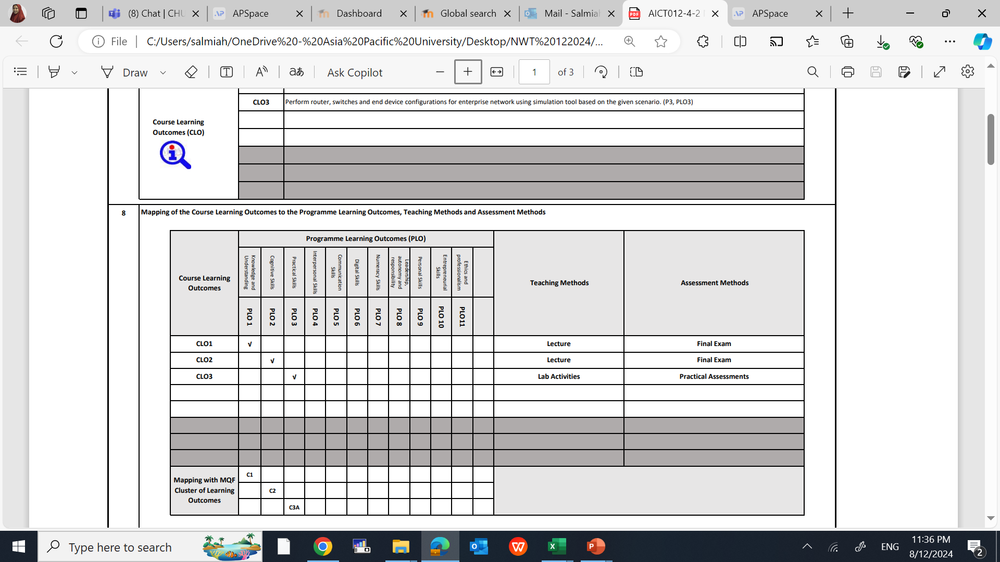 (8) Chat | CHU
APSpace
Dashboard
Global search
Mail - Salmiah
AICT012-4-2
APSpace
File
C:/Users/salmiah/OneDrive%20-%20Asia%20Pacific%20University/Desktop/NWT%20122024/...
Draw
Ask Copilot
1
of 3
CLO3
Perform router, switches and end device configurations for enterprise network using simulation tool based on the given scenario. (P3, PLO3)
Course Learning
Outcomes (CLO)
8
Mapping of the Course Learning Outcomes to the Programme Learning Outcomes, Teaching Methods and Assessment Methods
Course Learning
Outcomes
Programme Learning Outcomes (PLO)
Teaching Methods
Assessment Methods
Knowledge and
Understanding
Cognitive Skills
Practical Skills
Interpersonal Skills
Communication
Skills
Digital Skills
Numeracy Skills
Leadership,
autonomy and
responsibility
Personal Skills
Entrepreneurial
Skills
Ethics and
professionalism
PLO 1
PLO 2
PLO 3
PLO 4
PLO 5
PLO 6
PLO 7
PLO 8
PLO 9
PLO 10
PLO11
CLO1 √ Lecture Final Exam
CLO2 √ Lecture Final Exam
CLO3 √ Lab Activities Practical Assessments
Mapping with MQF
Cluster of Learning
Outcomes
C1
C2
C3A
Type here to search
ENG
11:36 PM
8/12/2024
2